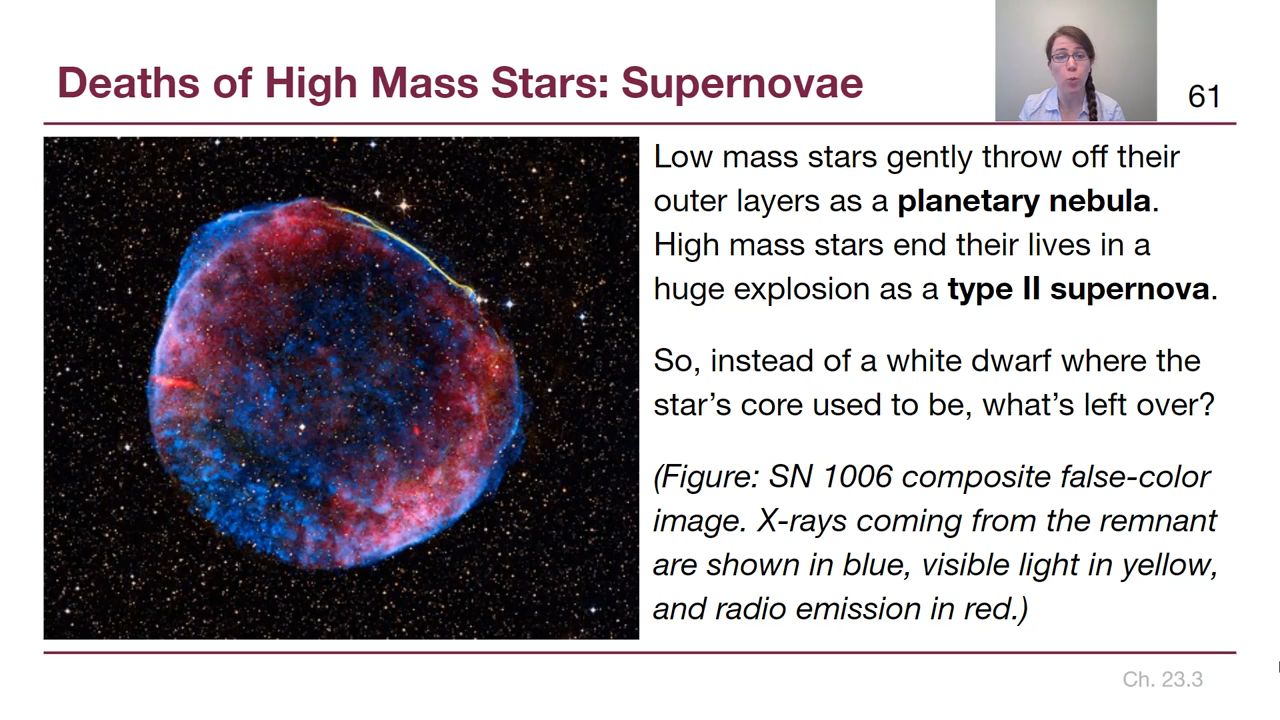 Deaths of High Mass Stars: Supernovae
61
Low mass stars gently throw off their
outer layers as a planetary nebula.
High mass stars end their lives in a
huge explosion as a type II supernova.
So, instead of a white dwarf where the
star’s core used to be, what’s left over?
(Figure: SN 1006 composite false-color
image. X-rays coming from the remnant
are shown in blue, visible light in yellow,
and radio emission in red.)
Ch. 23.3